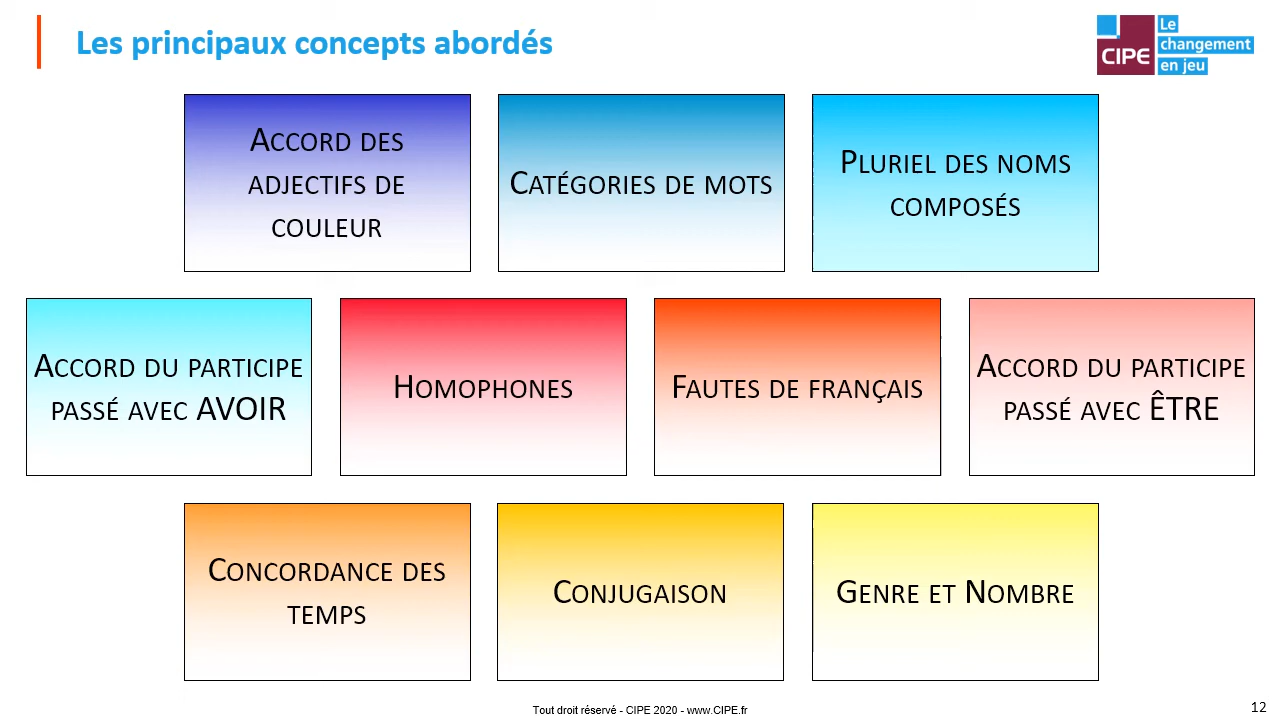 Les principaux concepts abordés
CIPE
Le
changement
en jeu
ACCORD DES
ADJECTIFS DE
COULEUR
CATÉGORIES DE MOTS
PLURIEL DES NOMS
COMPOSÉS
ACCORD DU PARTICIPE
PASSÉ AVEC AVOIR
HOMOPHONES
FAUTES DE FRANÇAIS
ACCORD DU PARTICIPE
PASSÉ AVEC ÊTRE
CONCORDANCE DES
TEMPS
CONJUGAISON
GENRE ET NOMBRE
Tout droit réservé - CIPE 2020 - www.CIPE.fr
12